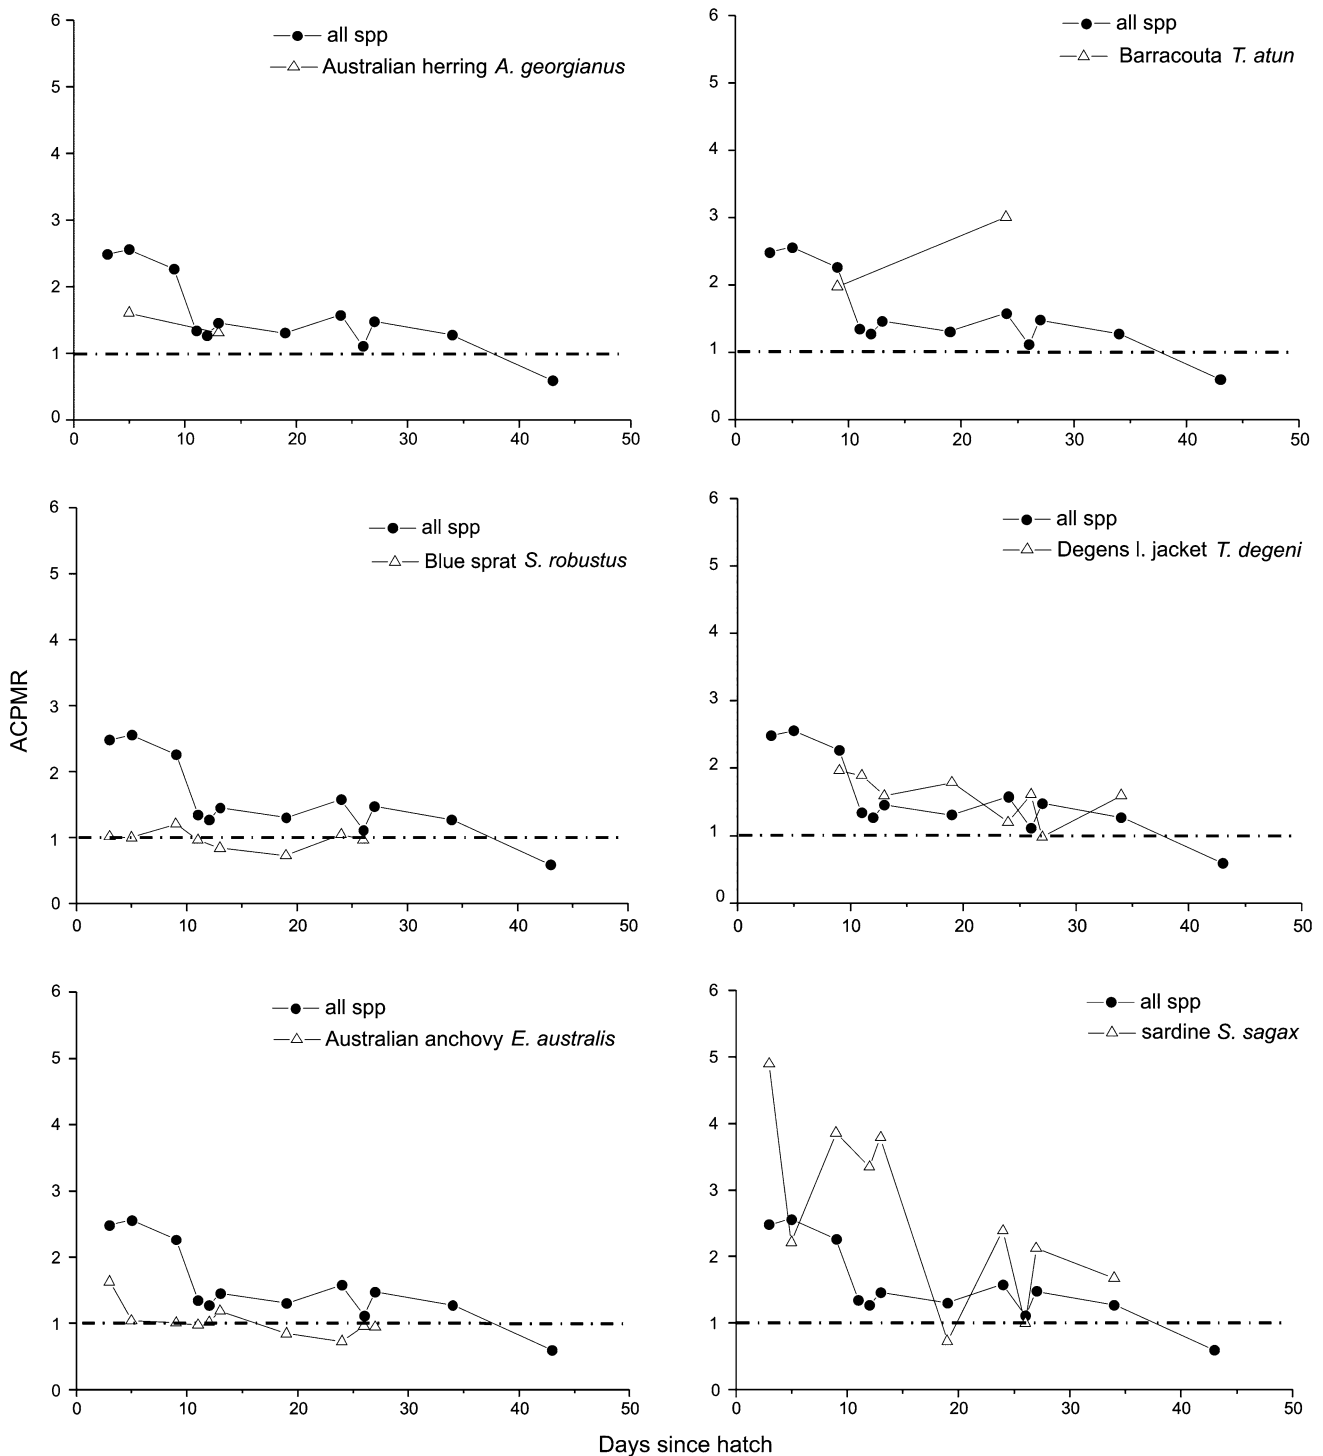 all spp
Australian herring A. georgianus
6
5
4
3
2
1
0
0 10 20 30 40 50
all spp
Barracouta T. atun
6
5
4
3
2
1
0
0 10 20 30 40 50
all spp
Blue sprat S. robustus
6
5
4
3
2
1
0
0 10 20 30 40 50
all spp
Degens l. jacket T. degeni
6
5
4
3
2
1
0
0 10 20 30 40 50
ACPMR
all spp
Australian anchovy E. australis
6
5
4
3
2
1
0
0 10 20 30 40 50
all spp
sardine S. sagax
6
5
4
3
2
1
0
0 10 20 30 40 50
Days since hatch